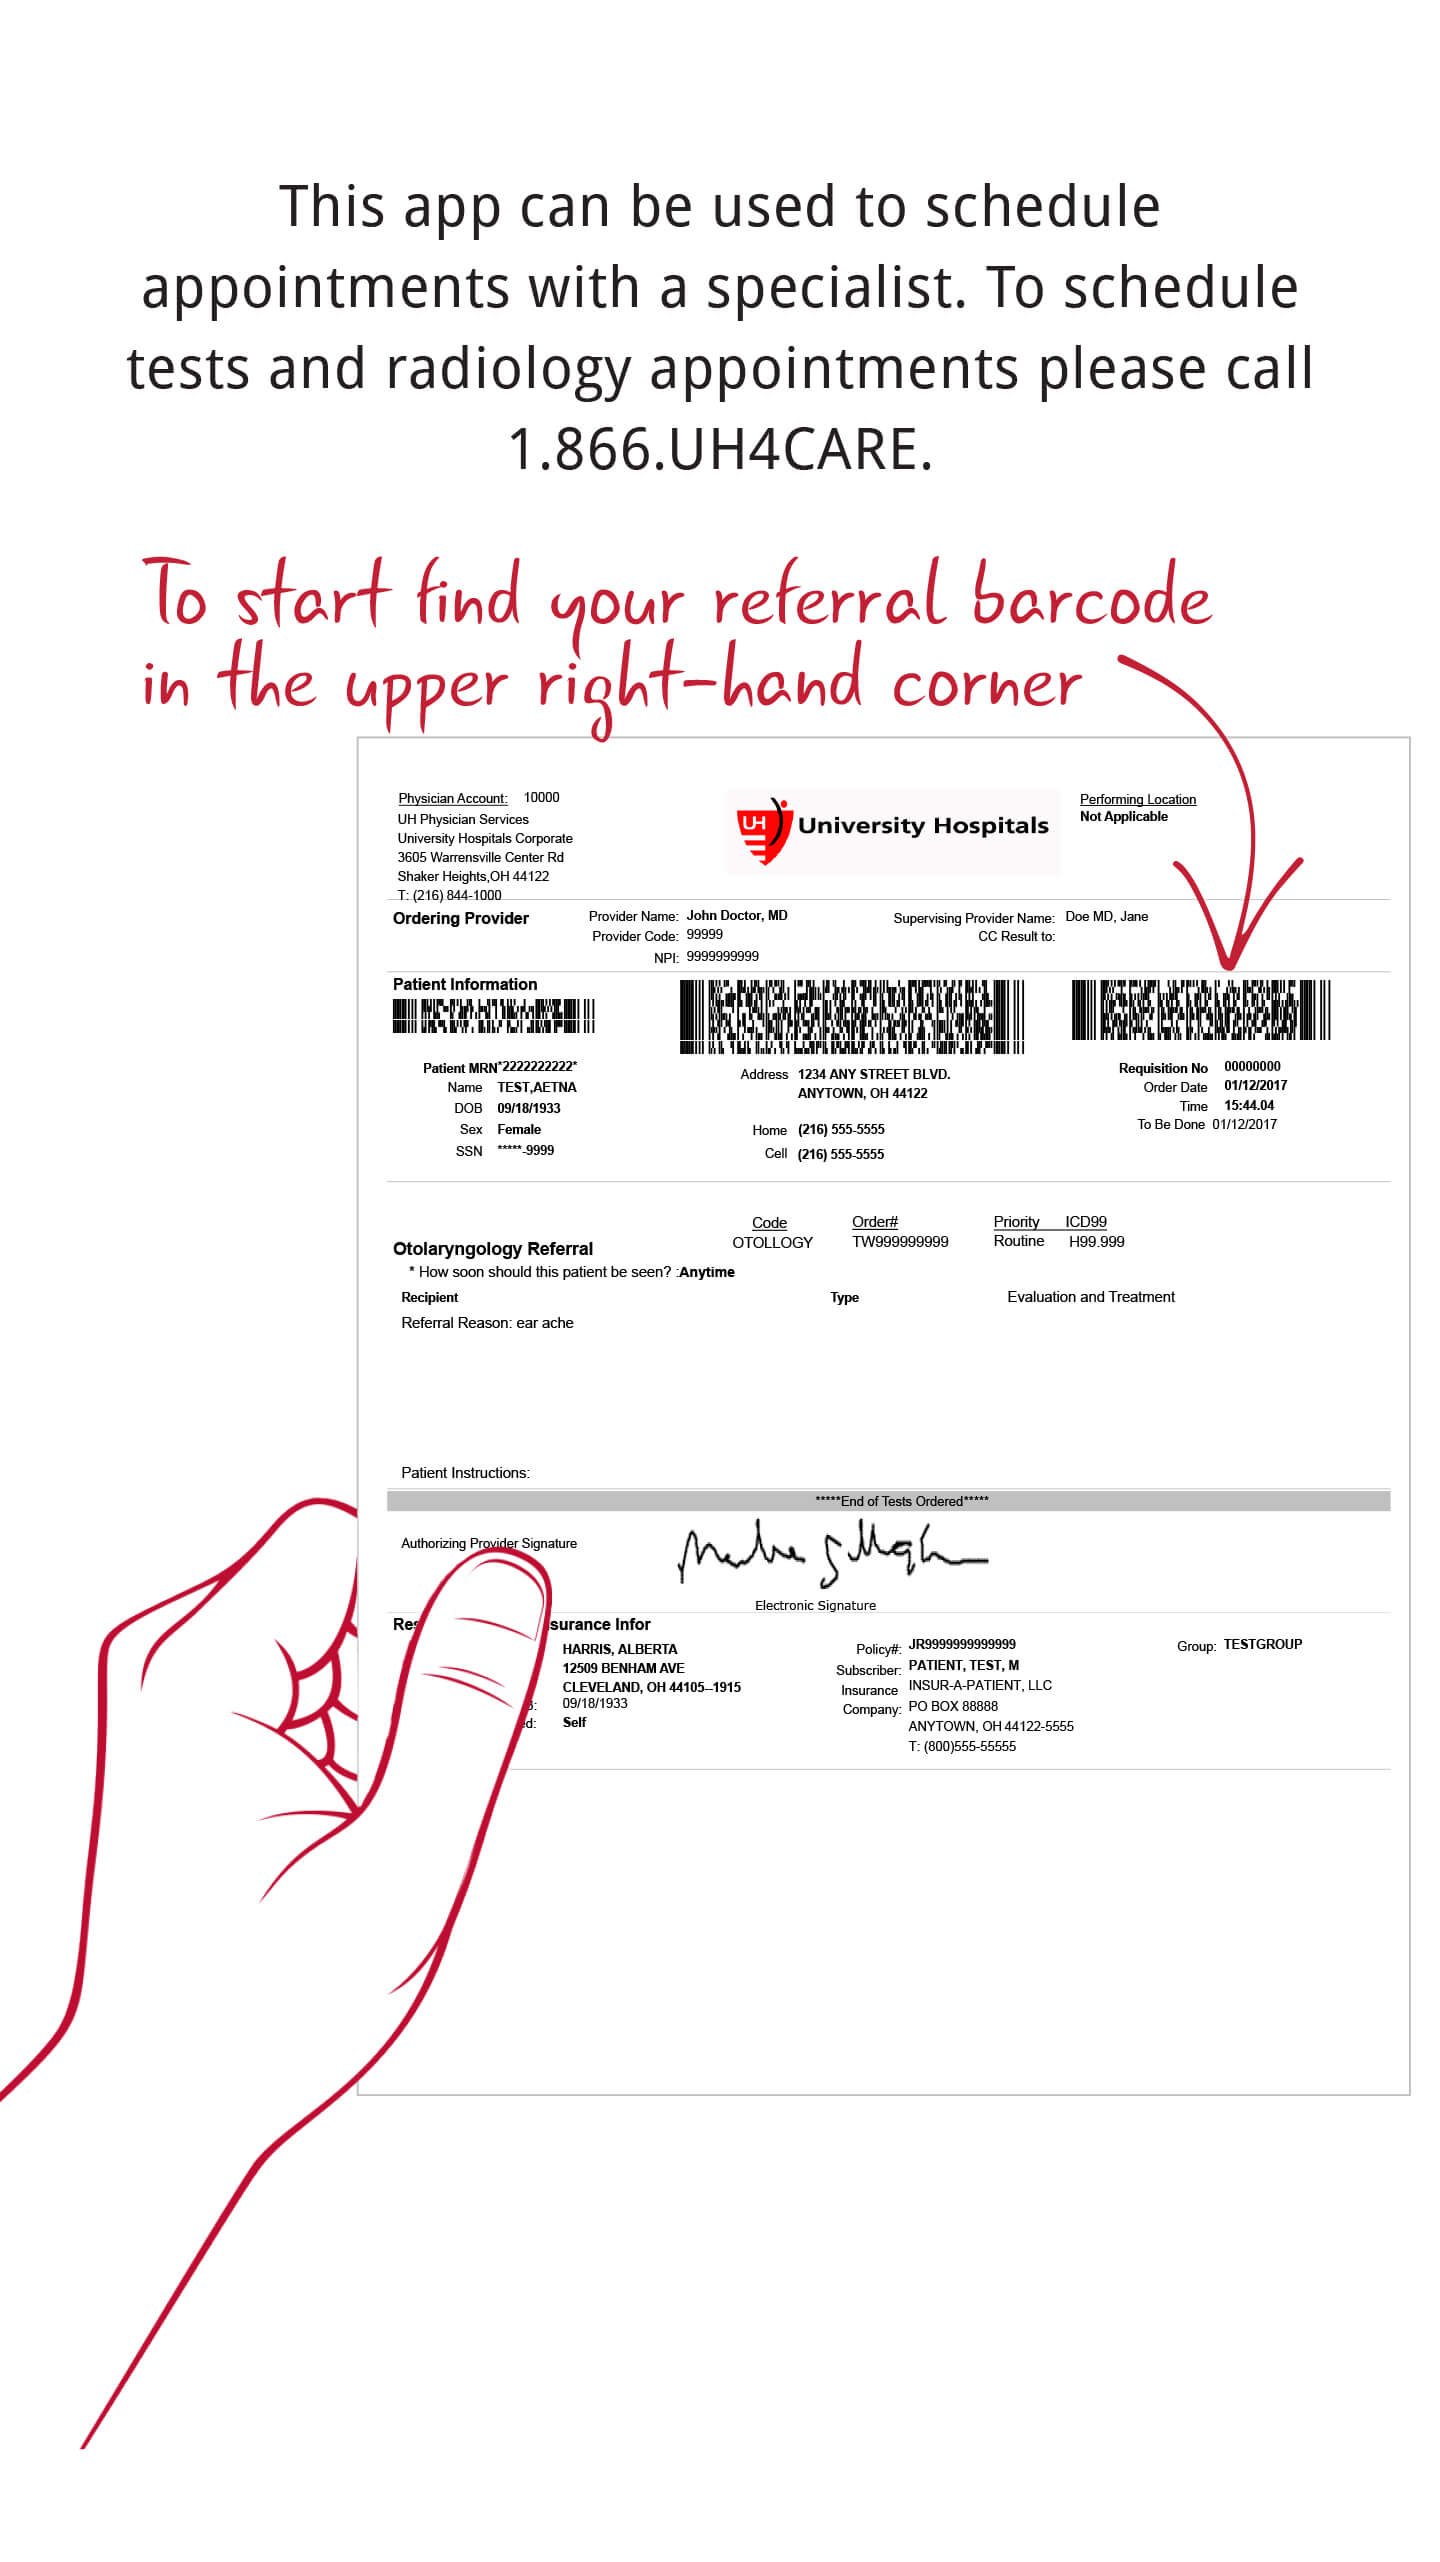 This app can be used to schedule
appointments with a specialist. To schedule
tests and radiology appointments please call
1.866.UH4CARE.
To start find your referral barcode
in the upper right-hand corner
Physician Account: 10000
UH Physician Services
University Hospitals Corporate
3605 Warrensville Center Rd
Shaker Heights,OH 44122
T: (216) 844-1000
UH University Hospitals
Performing Location
Not Applicable
Ordering Provider
Provider Name: John Doctor, MD
Provider Code: 99999
NPI: 9999999999
Supervising Provider Name: Doe MD, Jane
CC Result to:
Patient Information
Patient MRN *2222222222*
Name TEST,AETNA
DOB 09/18/1933
Sex Female
SSN *****-9999
Address 1234 ANY STREET BLVD.
ANYTOWN, OH 44122
Home (216) 555-5555
Cell (216) 555-5555
Requisition No 00000000
Order Date 01/12/2017
Time 15:44.04
To Be Done 01/12/2017
Code Order# Priority ICD99
OTOLLOGY TW999999999 Routine H99.999
Otolaryngology Referral
* How soon should this patient be seen? :Anytime
Recipient Type Evaluation and Treatment
Referral Reason: ear ache
Patient Instructions:
*****End of Tests Ordered*****
Authorizing Provider Signature
Electronic Signature
Res surance Infor
HARRIS, ALBERTA
12509 BENHAM AVE
CLEVELAND, OH 44105--1915
09/18/1933
ed: Self
Policy#: JR9999999999999
Subscriber: PATIENT, TEST, M
Insurance INSUR-A-PATIENT, LLC
Company: PO BOX 88888
ANYTOWN, OH 44122-5555
T: (800)555-55555
Group: TESTGROUP